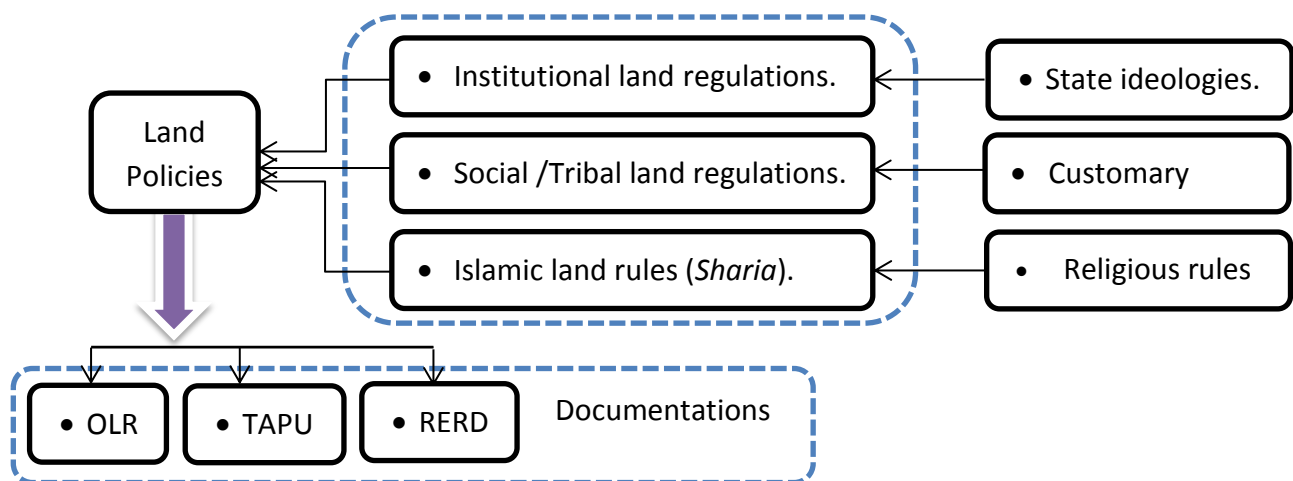 Land
Policies
• Institutional land regulations.
• Social /Tribal land regulations.
• Islamic land rules (Sharia).
• State ideologies.
• Customary
• Religious rules
• OLR
• TAPU
• RERD
Documentations